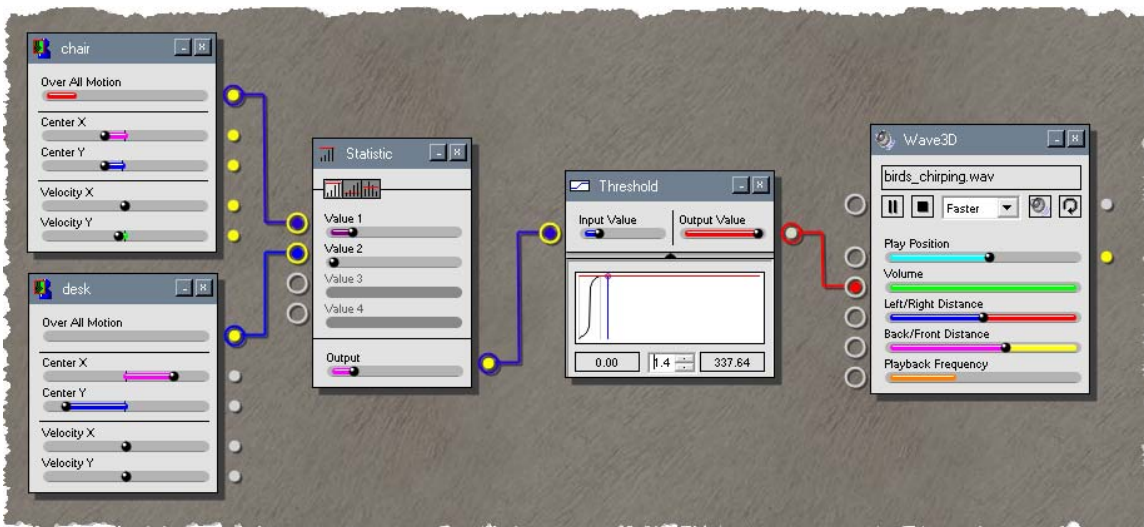 chair
Over All Motion
Center X
Center Y
Velocity X
Velocity Y
desk
Over All Motion
Center X
Center Y
Velocity X
Velocity Y
Statistic
Value 1
Value 2
Value 3
Value 4
Output
Threshold
Input Value
Output Value
0.00
1.4
337.64
Wave3D
birds_chirping.wav
Faster
Play Position
Volume
Left/Right Distance
Back/Front Distance
Playback Frequency